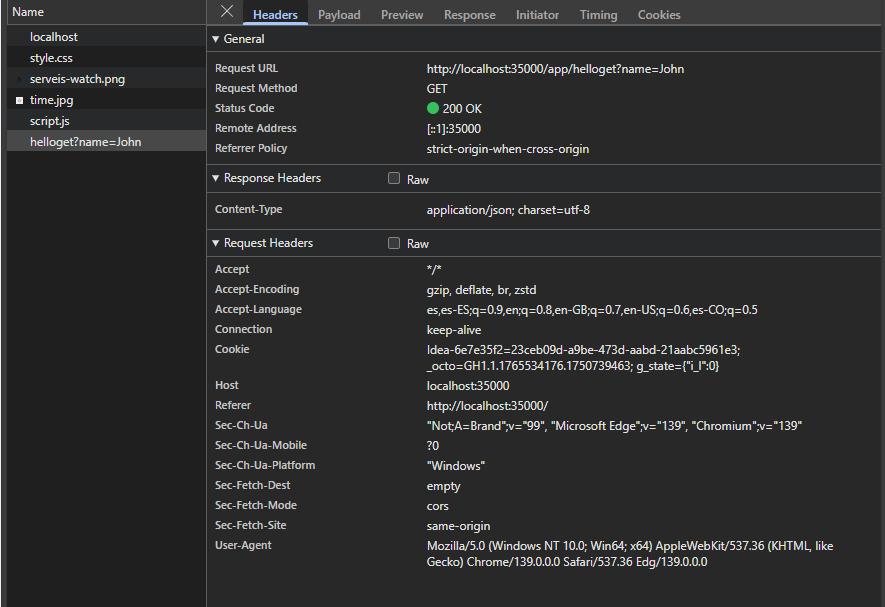 Name
localhost
style.css
serveis-watch.png
time.jpg
script.js
helloget?name=John
Headers Payload Preview Response Initiator Timing Cookies
General
Request URL http://localhost:35000/app/helloget?name=John
Request Method GET
Status Code 200 OK
Remote Address [::1]:35000
Referrer Policy strict-origin-when-cross-origin
Response Headers Raw
Content-Type application/json; charset=utf-8
Request Headers Raw
Accept */*
Accept-Encoding gzip, deflate, br, zstd
Accept-Language es,es-ES;q=0.9,en;q=0.8,en-GB;q=0.7,en-US;q=0.6,es-CO;q=0.5
Connection keep-alive
Cookie Idea-6e7e35f2=23ceb09d-a9be-473d-aabd-21aabc5961e3;
_octo=GH1.1.1765534176.1750739463; g_state={"i_l":0}
Host localhost:35000
Referer http://localhost:35000/
Sec-Ch-Ua "Not;A=Brand";v="99", "Microsoft Edge";v="139", "Chromium";v="139"
Sec-Ch-Ua-Mobile ?0
Sec-Ch-Ua-Platform "Windows"
Sec-Fetch-Dest empty
Sec-Fetch-Mode cors
Sec-Fetch-Site same-origin
User-Agent Mozilla/5.0 (Windows NT 10.0; Win64; x64) AppleWebKit/537.36 (KHTML, like
Gecko) Chrome/139.0.0.0 Safari/537.36 Edg/139.0.0.0